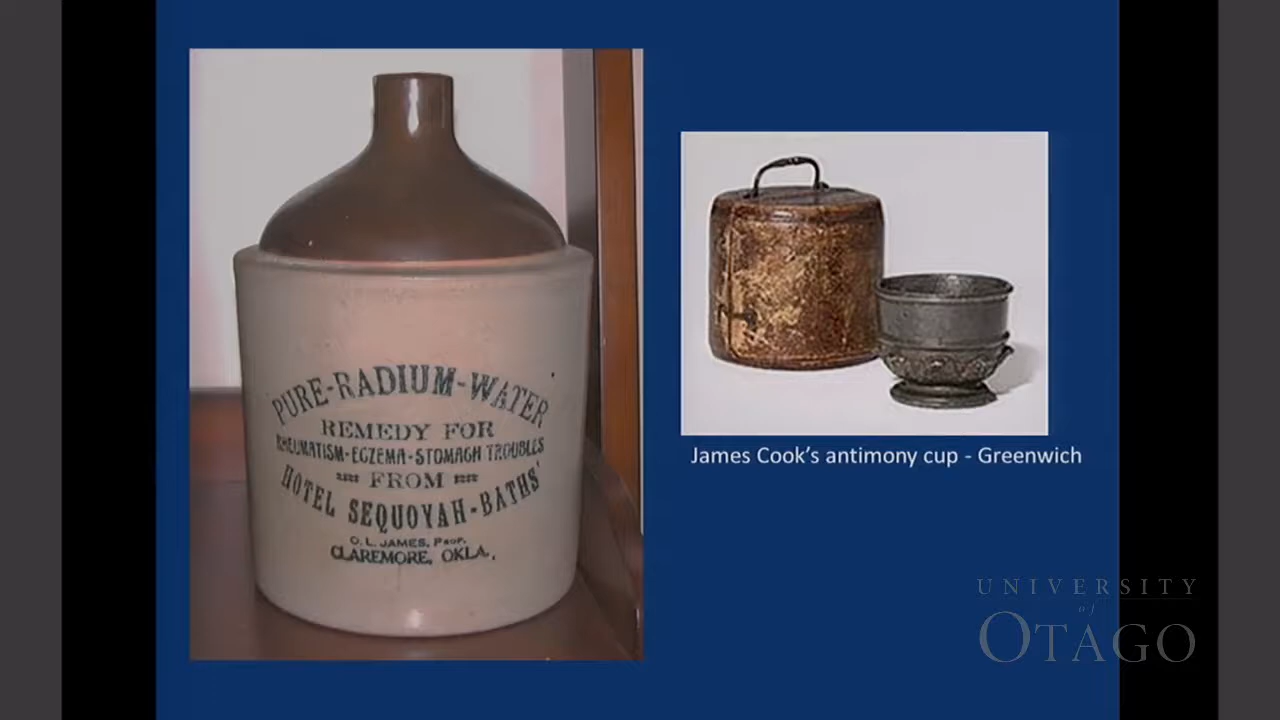 PURE-RADIUM-WATER
REMEDY FOR
RHEUMATISM-ECZEMA-STOMACH TROUBLES
FROM
HOTEL SEQUOYAH-BATHS'
O.L. JAMES, PROP.
CLAREMORE, OKLA.
James Cook's antimony cup - Greenwich
UNIVERSITY
of
OTAGO